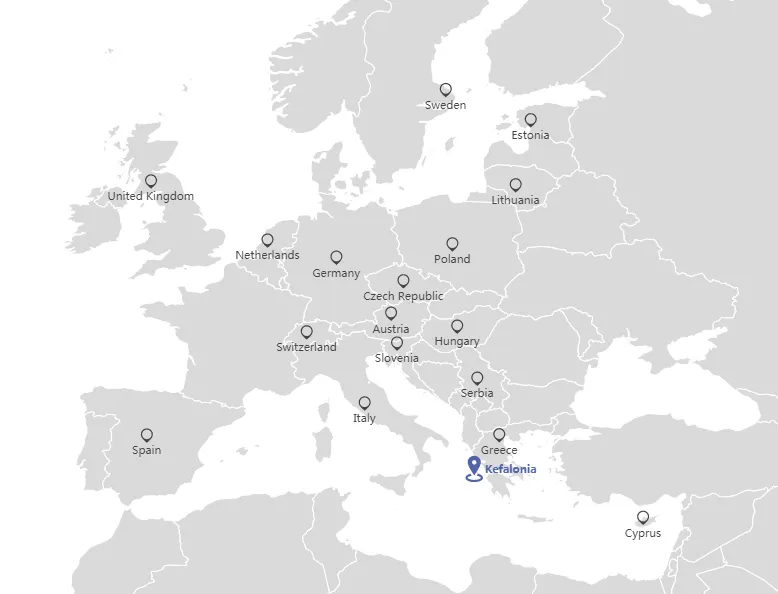 Sweden
Estonia
United Kingdom
Lithuania
Netherlands
Poland
Germany
Czech Republic
Austria
Hungary
Switzerland
Slovenia
Serbia
Italy
Spain
Greece
Kefalonia
Cyprus